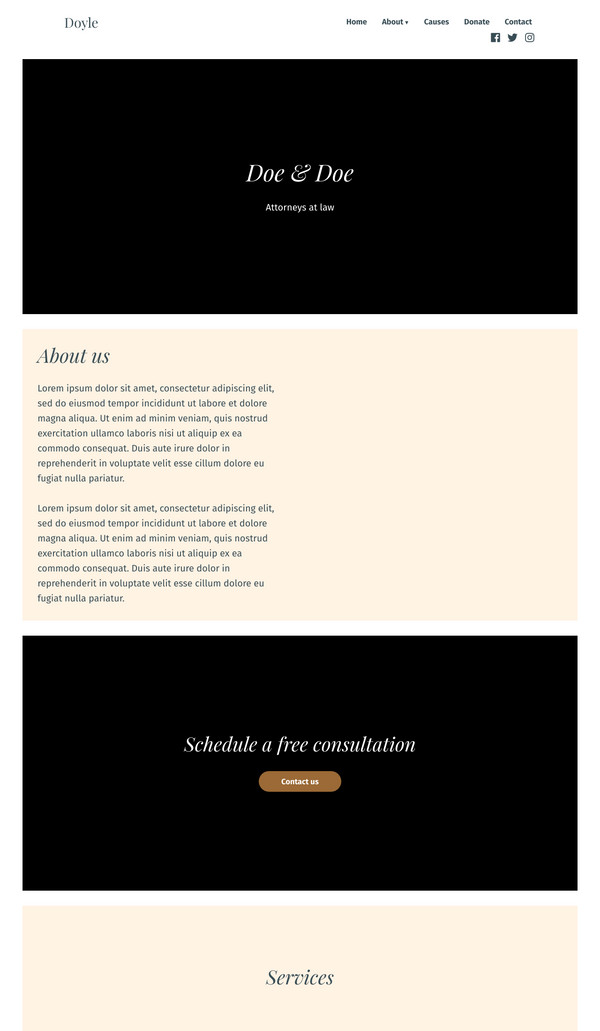 Doyle
Home About ▾ Causes Donate Contact
Doe & Doe
Attorneys at law
About us
Lorem ipsum dolor sit amet, consectetur adipiscing elit,
sed do eiusmod tempor incididunt ut labore et dolore
magna aliqua. Ut enim ad minim veniam, quis nostrud
exercitation ullamco laboris nisi ut aliquip ex ea
commodo consequat. Duis aute irure dolor in
reprehenderit in voluptate velit esse cillum dolore eu
fugiat nulla pariatur.
Lorem ipsum dolor sit amet, consectetur adipiscing elit,
sed do eiusmod tempor incididunt ut labore et dolore
magna aliqua. Ut enim ad minim veniam, quis nostrud
exercitation ullamco laboris nisi ut aliquip ex ea
commodo consequat. Duis aute irure dolor in
reprehenderit in voluptate velit esse cillum dolore eu
fugiat nulla pariatur.
Schedule a free consultation
Contact us
Services